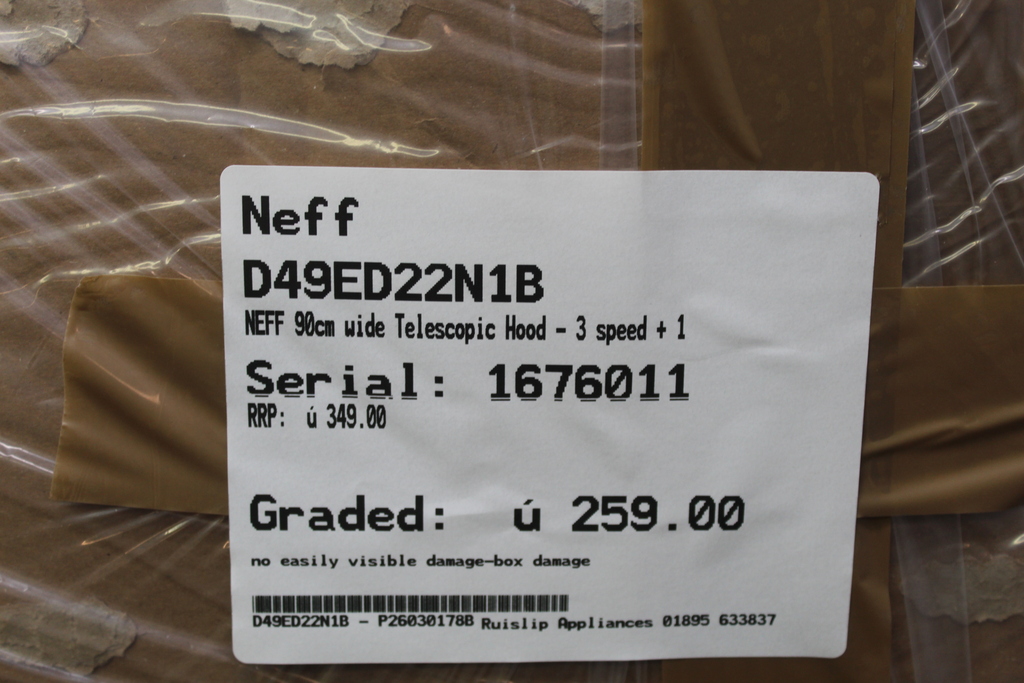 Neff
D49ED22N1B
NEFF 90cm wide Telescopic Hood - 3 speed + 1
Serial: 1676011
RRP: ú 349.00
Graded: ú 259.00
no easily visible damage-box damage
D49ED22N1B - P26030178B Ruislip Appliances 01895 633837